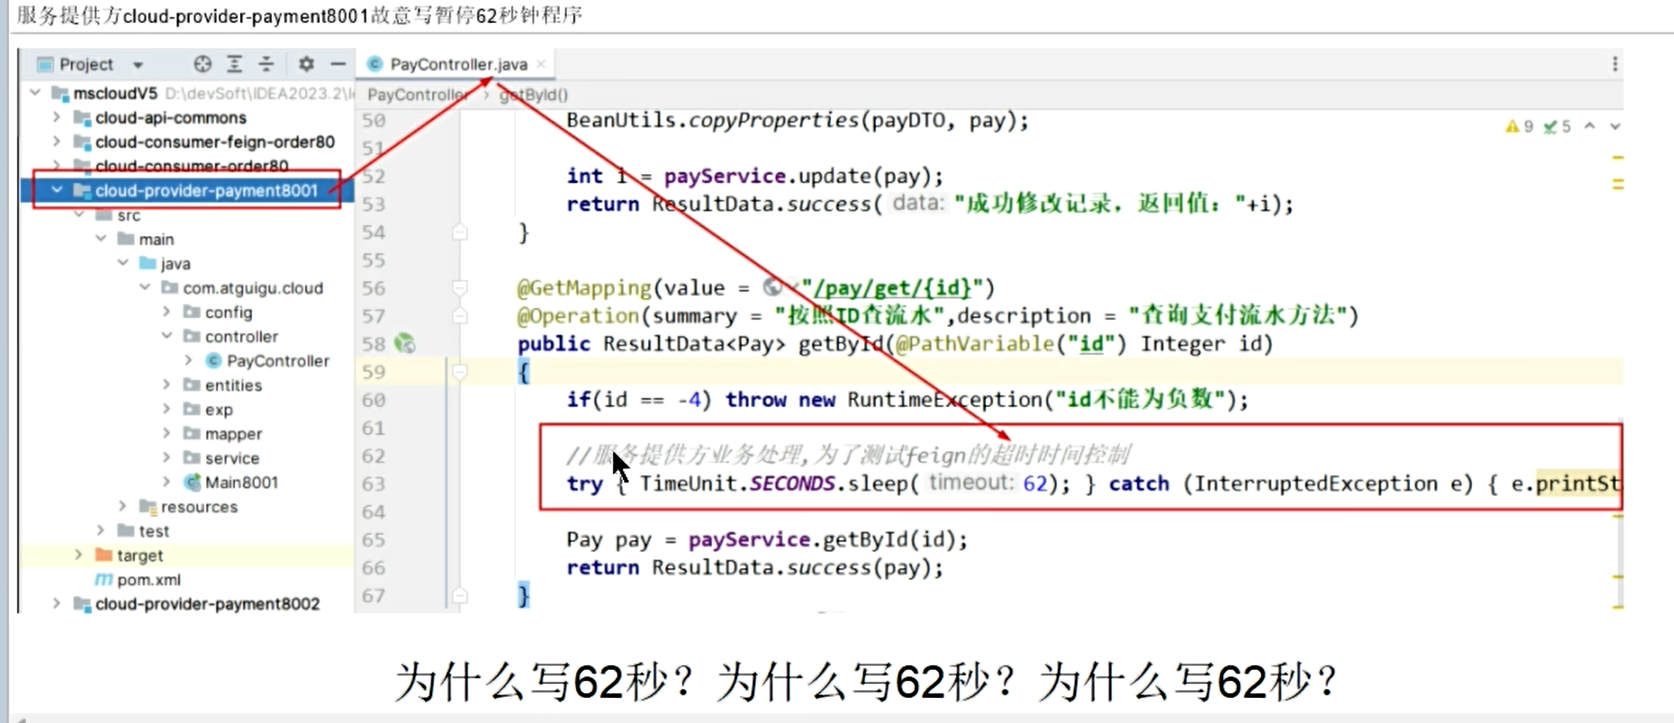 服务提供方cloud-provider-payment8001故意写暂停62秒钟程序
Project
PayController.java
mscloudV5 D:\devSoft\IDEA2023.2\
PayController > getById()
cloud-api-commons
cloud-consumer-feign-order80
cloud-consumer-order80
cloud-provider-payment8001
src
main
java
com.atguigu.cloud
config
controller
PayController
entities
exp
mapper
service
Main8001
resources
test
target
pom.xml
cloud-provider-payment8002
9 5
50 BeanUtils.copyProperties(payDTO, pay);
51
52 int i = payService.update(pay);
53 return ResultData.success( data: "成功修改记录，返回值："+i);
54 }
55
56 @GetMapping(value = "/pay/get/{id}")
57 @Operation(summary = "按照ID查流水",description = "查询支付流水方法")
58 public ResultData<Pay> getById(@PathVariable("id") Integer id)
59 {
60 if(id == -4) throw new RuntimeException("id不能为负数");
61
62 //服务提供方业务处理,为了测试feign的超时时间控制
63 try { TimeUnit.SECONDS.sleep( timeout: 62); } catch (InterruptedException e) { e.printSt
64
65 Pay pay = payService.getById(id);
66 return ResultData.success(pay);
67 }
为什么写62秒？为什么写62秒？为什么写62秒？